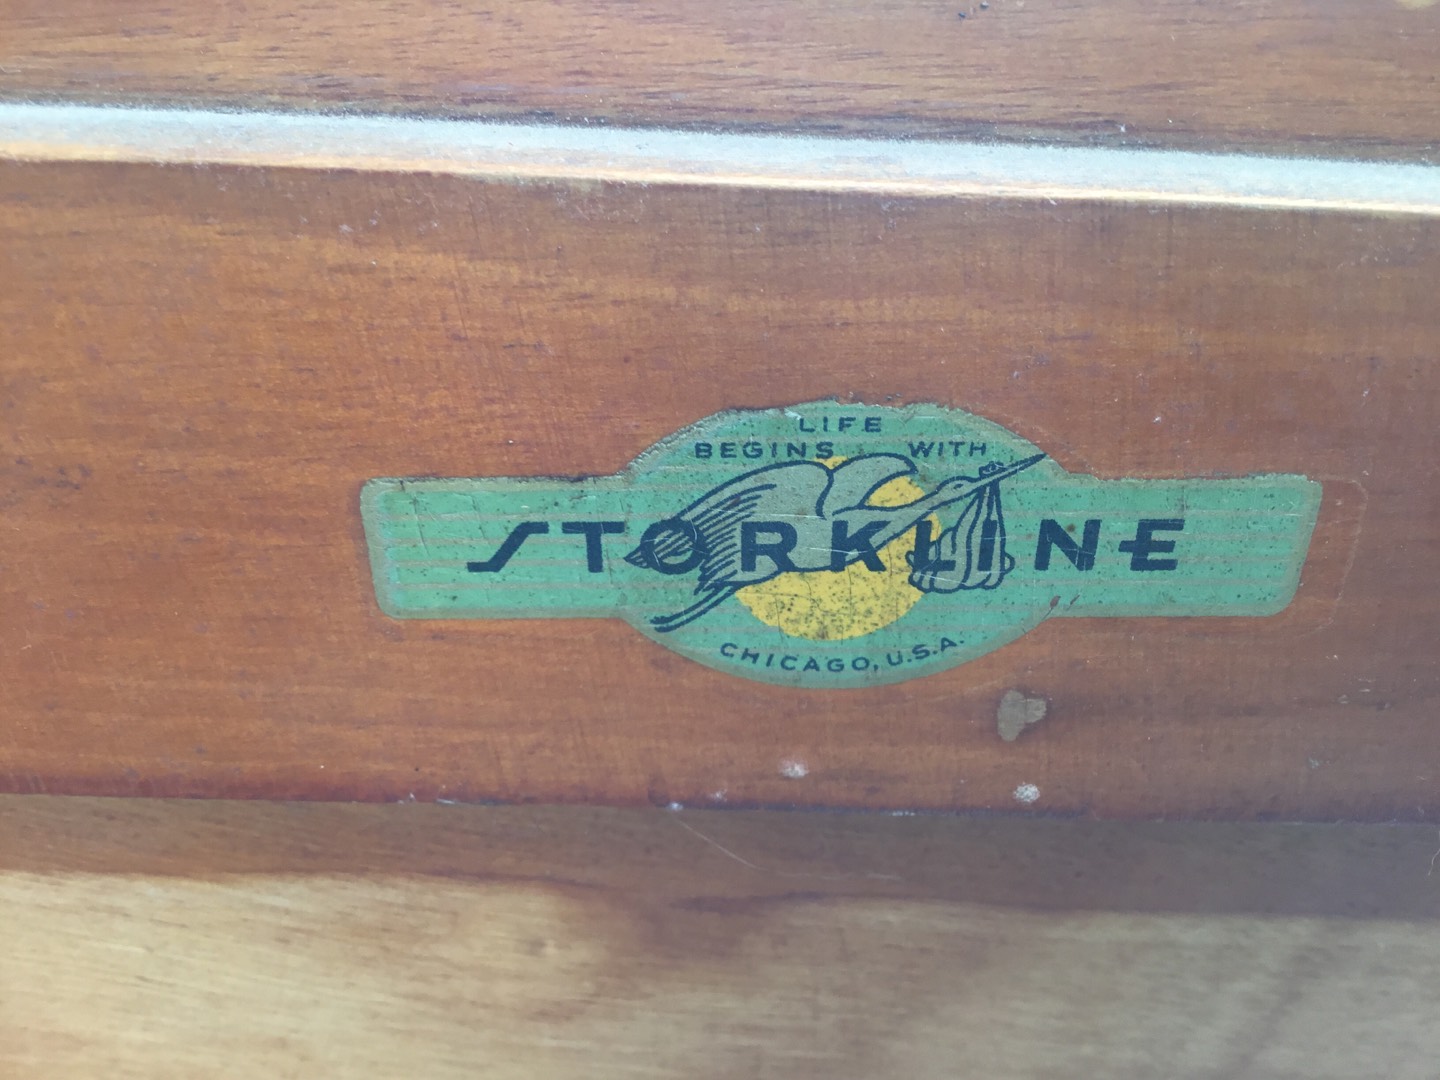 LIFE
BEGINS WITH
STORKLINE
CHICAGO, U.S.A.